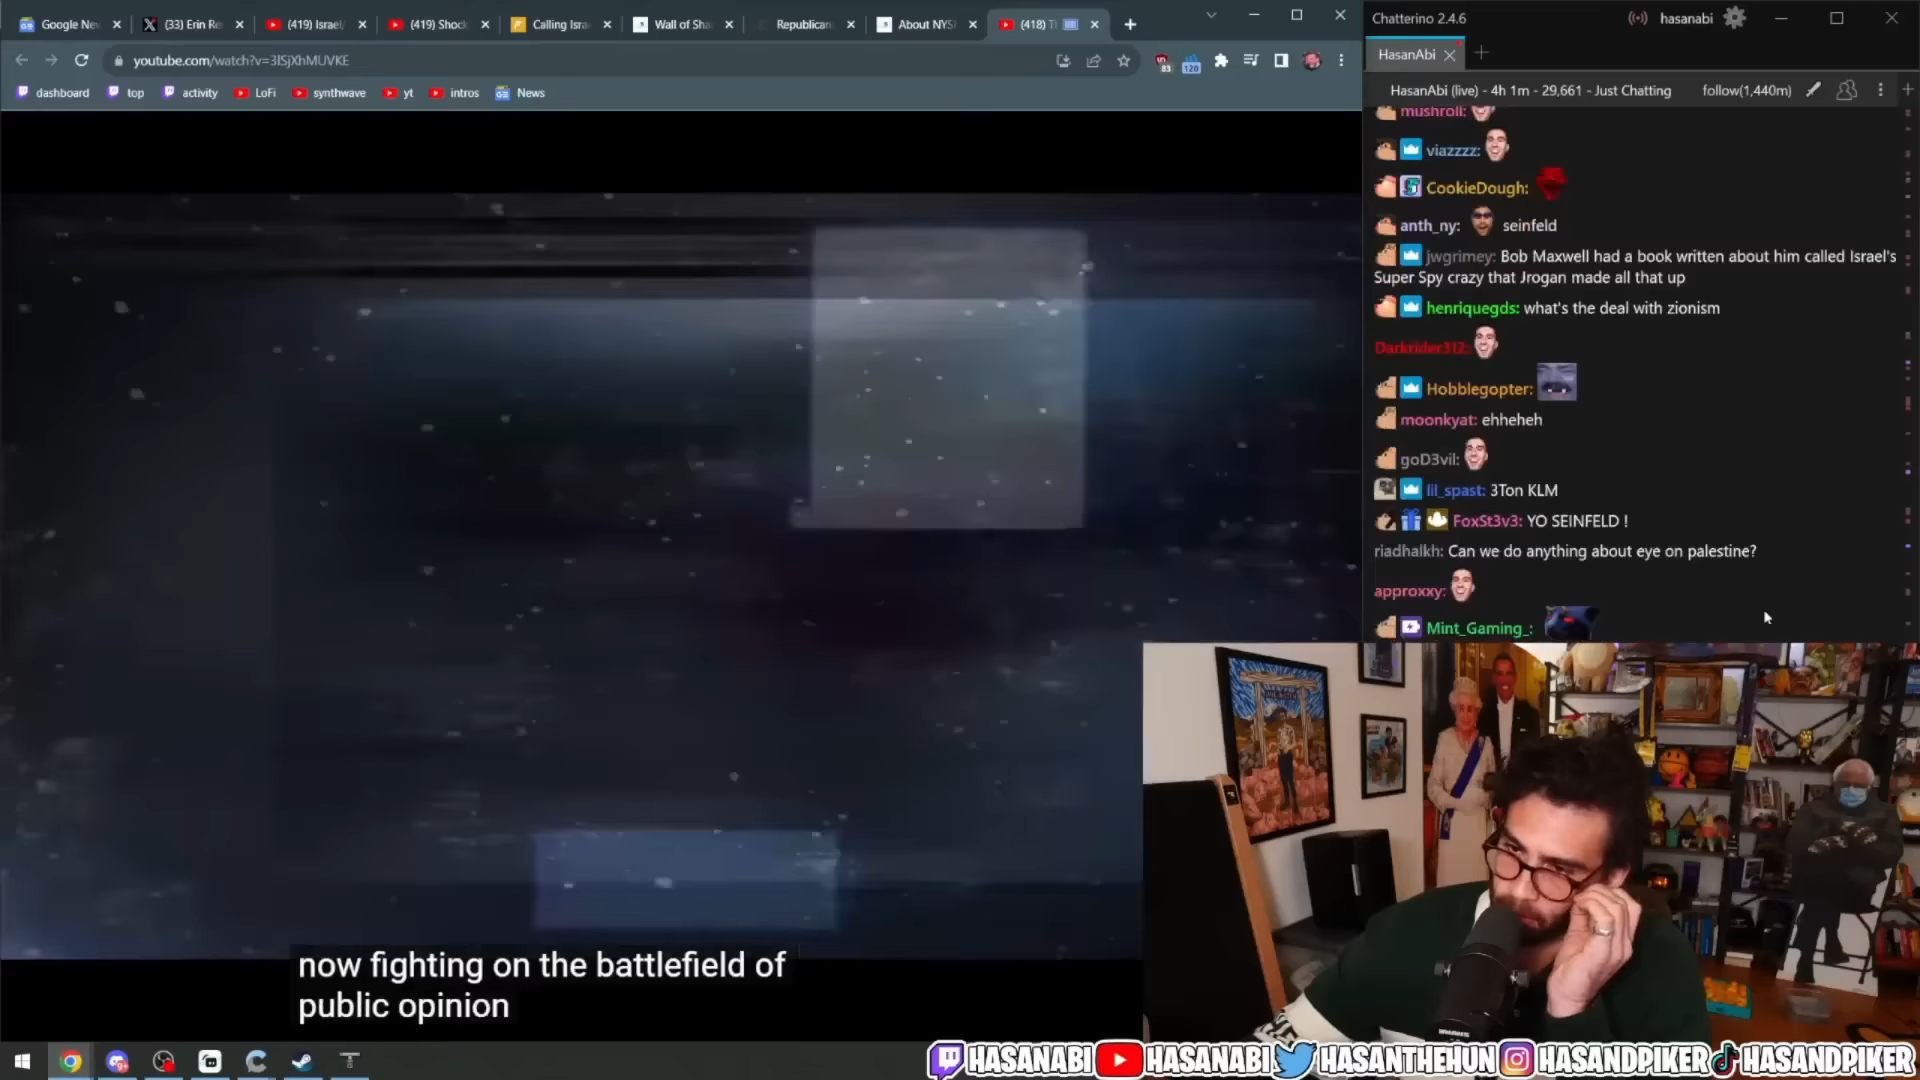 Google Ne
(33) Erin Re
(419) Israel
(419) Shoc
Calling Isra
Wall of Sha
Republican
About NYS
(418) T
youtube.com/watch?v=3lSjXhMUVKE
83
120
dashboard
top
activity
LoFi
synthwave
yt
intros
News
now fighting on the battlefield of
public opinion
Chatterino 2.4.6
hasanabi
HasanAbi
HasanAbi (live) - 4h 1m - 29,661 - Just Chatting
follow(1,440m)
mushroll:
viazzzz:
CookieDough:
anth_ny: seinfeld
jwgrimey: Bob Maxwell had a book written about him called Israel's
Super Spy crazy that Jrogan made all that up
henriquegds: what's the deal with zionism
Darkrider312:
Hobblegopter:
moonkyat: ehheheh
goD3vil:
lil_spast: 3Ton KLM
FoxSt3v3: YO SEINFELD !
riadhalkh: Can we do anything about eye on palestine?
approxxy:
Mint_Gaming_:
HASANABI HASANABI HASANTHEHUN HASANDPIKER HASANDPIKER